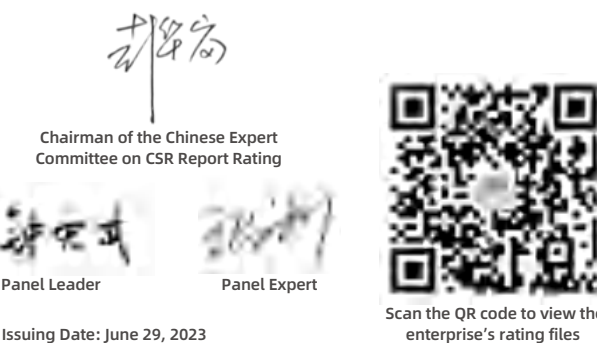 Chairman of the Chinese Expert
Committee on CSR Report Rating
Panel Leader
Panel Expert
Scan the QR code to view the
enterprise's rating files
Issuing Date: June 29, 2023